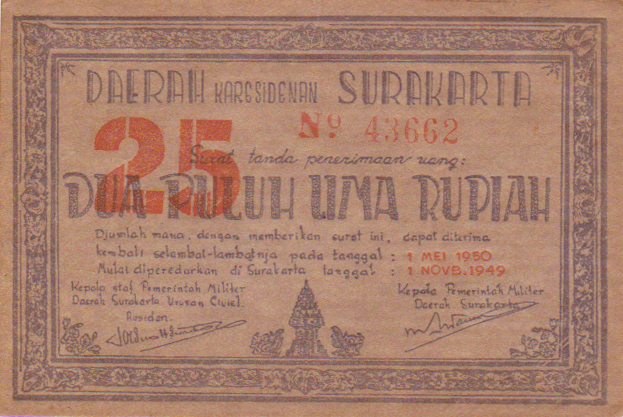 DAERAH KARESIDENAN SURAKARTA
25
No 43662
Surat tanda penerimaan uang:
DUA PULUH LIMA RUPIAH
Djumlah mana, dengan memberikan surat ini, dapat diterima
kembali selambat-lambatnja pada tanggal : 1 MEI 1950
Mulai diperedarkan di Surakarta tanggal : 1 NOVB. 1949
Kepala staf Pemerintah Militer
Daerah Surakarta Urusan Civiel.
Residen.
Kepala Pemerintah Militer
Daerah Surakarta